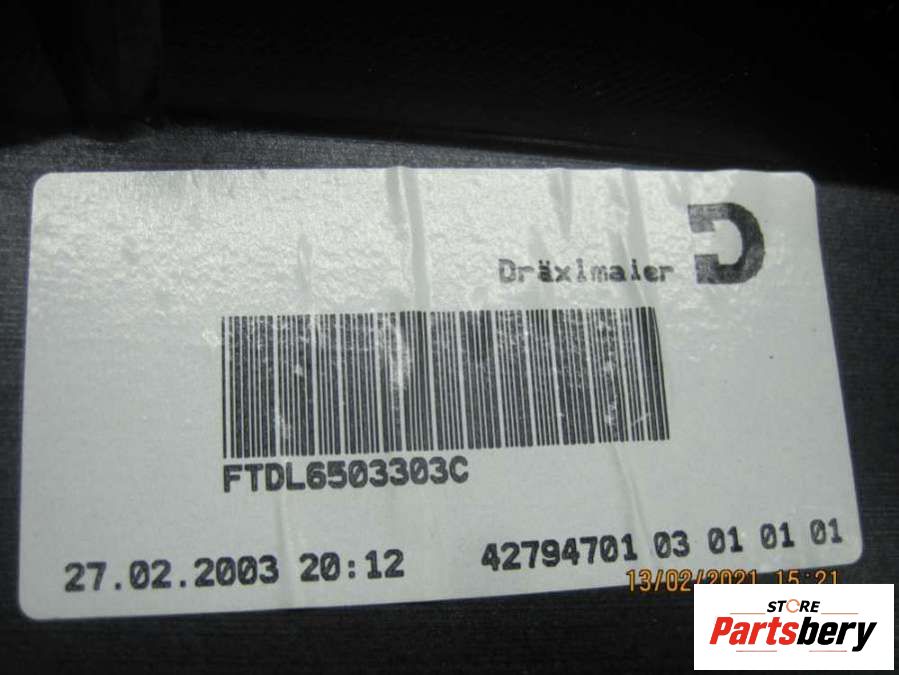 Dräxlmaier
FTDL6503303C
27.02.2003 20:12 42794701 03 01 01 01
13/02/2021 15:21
STORE
Partsbery